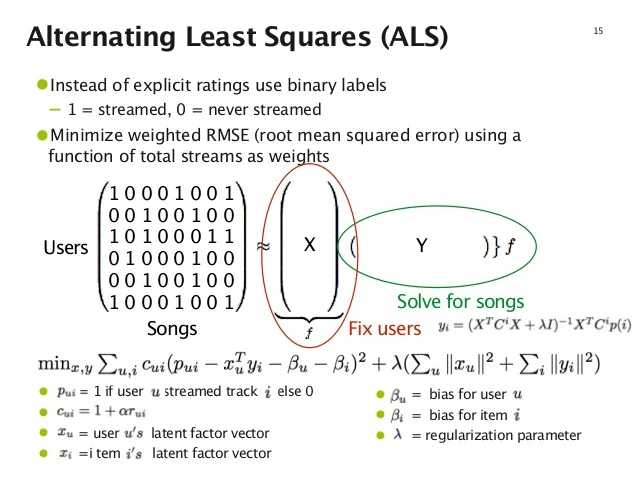 Alternating Least Squares (ALS)
15
Instead of explicit ratings use binary labels
– 1 = streamed, 0 = never streamed
Minimize weighted RMSE (root mean squared error) using a
function of total streams as weights
Users
1 0 0 0 1 0 0 1
0 0 1 0 0 1 0 0
1 0 1 0 0 0 1 1
0 1 0 0 0 1 0 0
0 0 1 0 0 1 0 0
1 0 0 0 1 0 0 1
≈ ( X ) ( Y ) } f
Songs
f
Solve for songs
Fix users
y_i = (X^T C^i X + λI)^{-1} X^T C^i p(i)
min_{x,y} ∑_{u,i} c_{ui}(p_{ui} − x_u^T y_i − β_u − β_i)^2 + λ(∑_u ‖x_u‖^2 + ∑_i ‖y_i‖^2)
p_{ui} = 1 if user u streamed track i else 0
c_{ui} = 1 + αr_{ui}
x_u = user u's latent factor vector
x_i =i tem i's latent factor vector
β_u = bias for user u
β_i = bias for item i
λ = regularization parameter